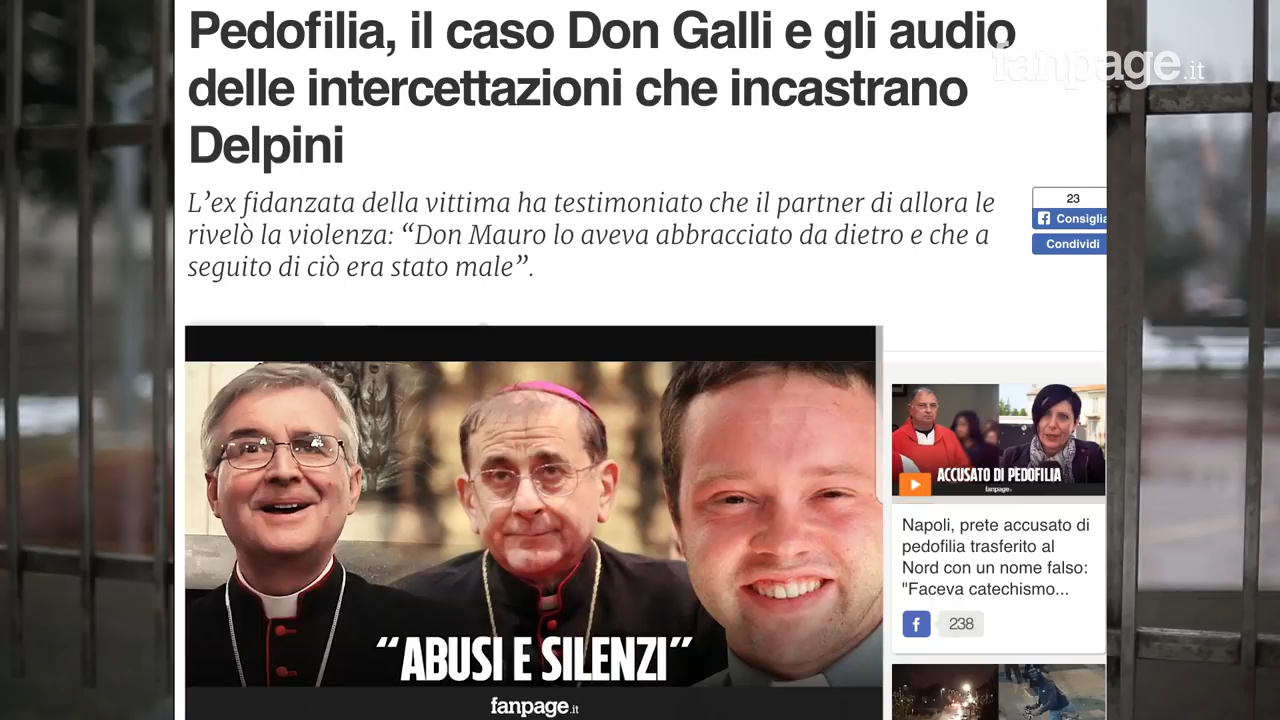 Pedofilia, il caso Don Galli e gli audio
delle intercettazioni che incastrano
Delpini
fanpage.it
L’ex fidanzata della vittima ha testimoniato che il partner di allora le
rivelò la violenza: “Don Mauro lo aveva abbracciato da dietro e che a
seguito di ciò era stato male”.
23
Consiglia
Condividi
“ABUSI E SILENZI”
fanpage.it
ACCUSATO DI PEDOFILIA
fanpage.it
Napoli, prete accusato di
pedofilia trasferito al
Nord con un nome falso:
"Faceva catechismo...
238